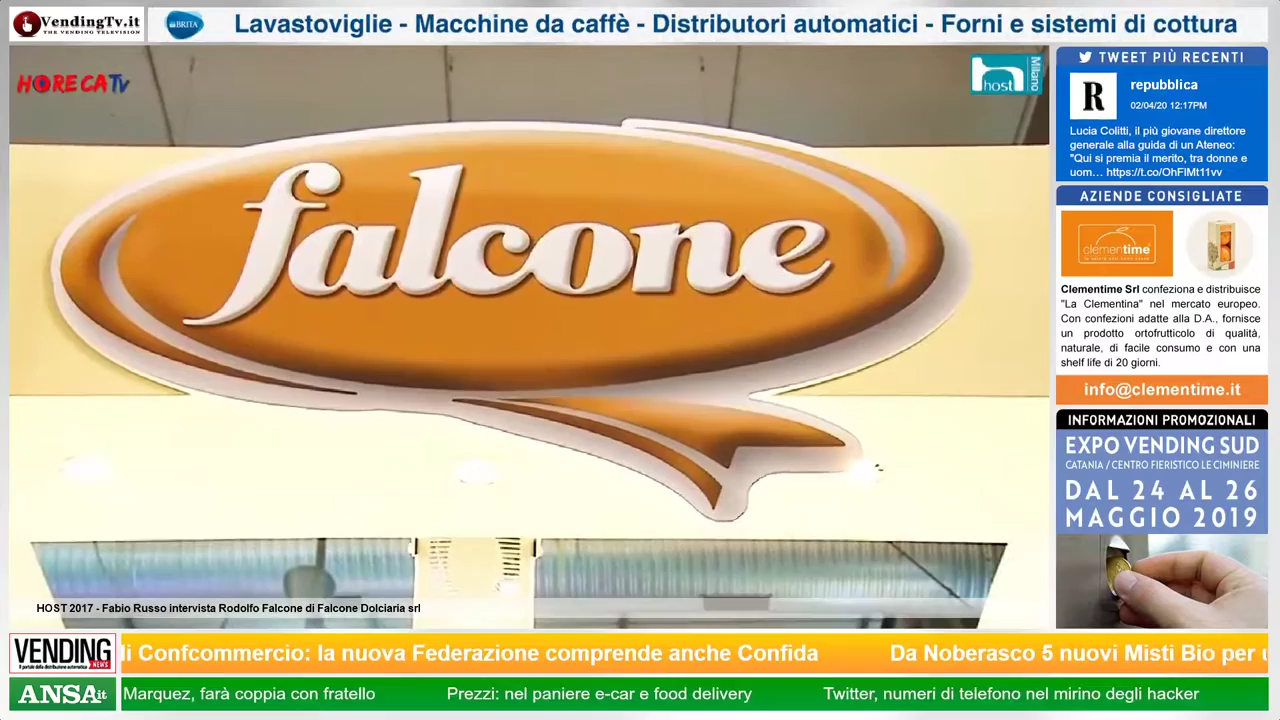 VendingTv.it
THE VENDING TELEVISION
BRITA
Lavastoviglie - Macchine da caffè - Distributori automatici - Forni e sistemi di cottura
HORECATV
host
Milano
falcone
HOST 2017 - Fabio Russo intervista Rodolfo Falcone di Falcone Dolciaria srl
TWEET PIÙ RECENTI
R
repubblica
02/04/20 12:17PM
Lucia Colitti, il più giovane direttore
generale alla guida di un Ateneo:
"Qui si premia il merito, tra donne e
uom… https://t.co/OhFlMt11vv
AZIENDE CONSIGLIATE
clementime
Clementime Srl confeziona e distribuisce
"La Clementina" nel mercato europeo.
Con confezioni adatte alla D.A., fornisce
un prodotto ortofrutticolo di qualità,
naturale, di facile consumo e con una
shelf life di 20 giorni.
info@clementime.it
INFORMAZIONI PROMOZIONALI
EXPO VENDING SUD
CATANIA / CENTRO FIERISTICO LE CIMINIERE
DAL 24 AL 26
MAGGIO 2019
VENDING
NEWS
Il portale della distribuzione automatica
di Confcommercio: la nuova Federazione comprende anche Confida Da Noberasco 5 nuovi Misti Bio per
ANSA.it
Marquez, farà coppia con fratello Prezzi: nel paniere e-car e food delivery Twitter, numeri di telefono nel mirino degli hacker